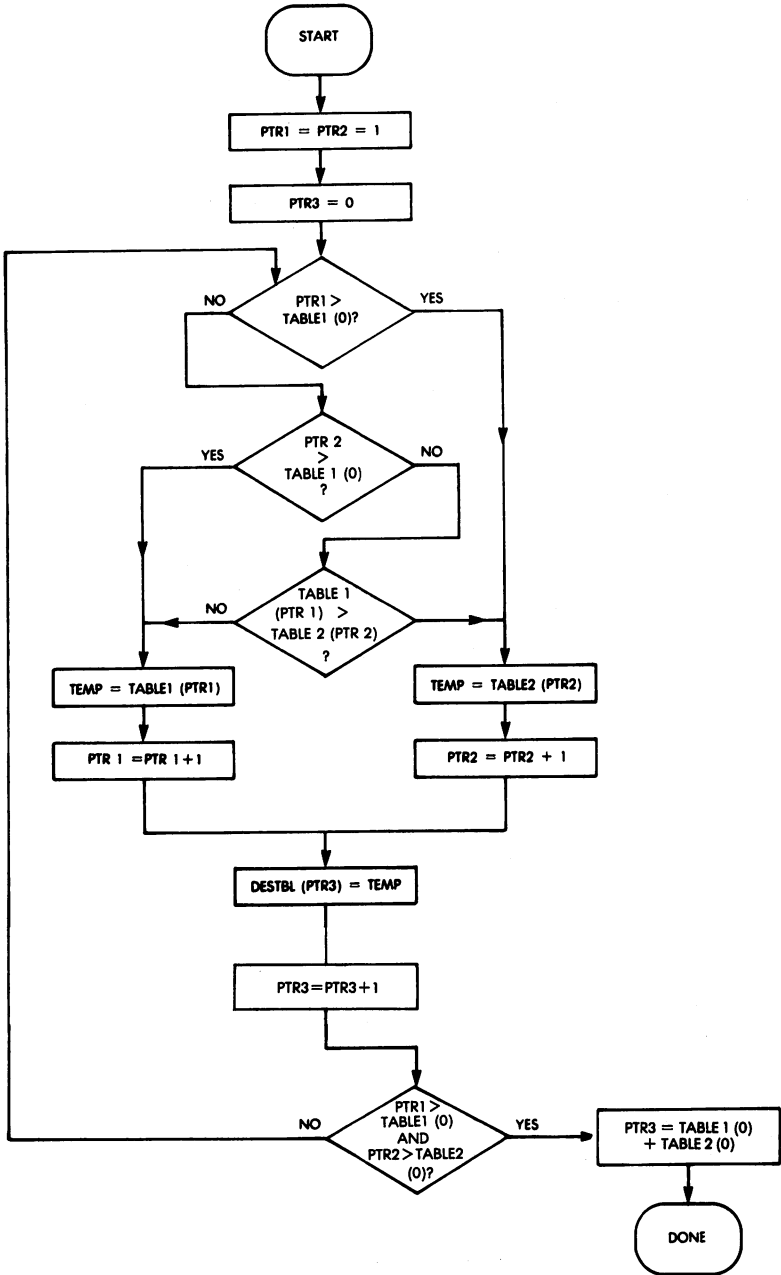 START
PTR1 = PTR2 = 1
PTR3 = 0
NO
PTR1 >
TABLE1 (0)?
YES
PTR 2
>
TABLE 1 (0)
?
YES
NO
TABLE 1
(PTR 1) >
TABLE 2 (PTR 2)
?
NO
TEMP = TABLE1 (PTR1)
TEMP = TABLE2 (PTR2)
PTR 1 =PTR 1+1
PTR2 = PTR2 + 1
DESTBL (PTR3) = TEMP
PTR3=PTR3+1
NO
PTR1 >
TABLE1 (0)
AND
PTR2>TABLE2
(0)?
YES
PTR3 = TABLE 1 (0)
+ TABLE 2 (0)
DONE